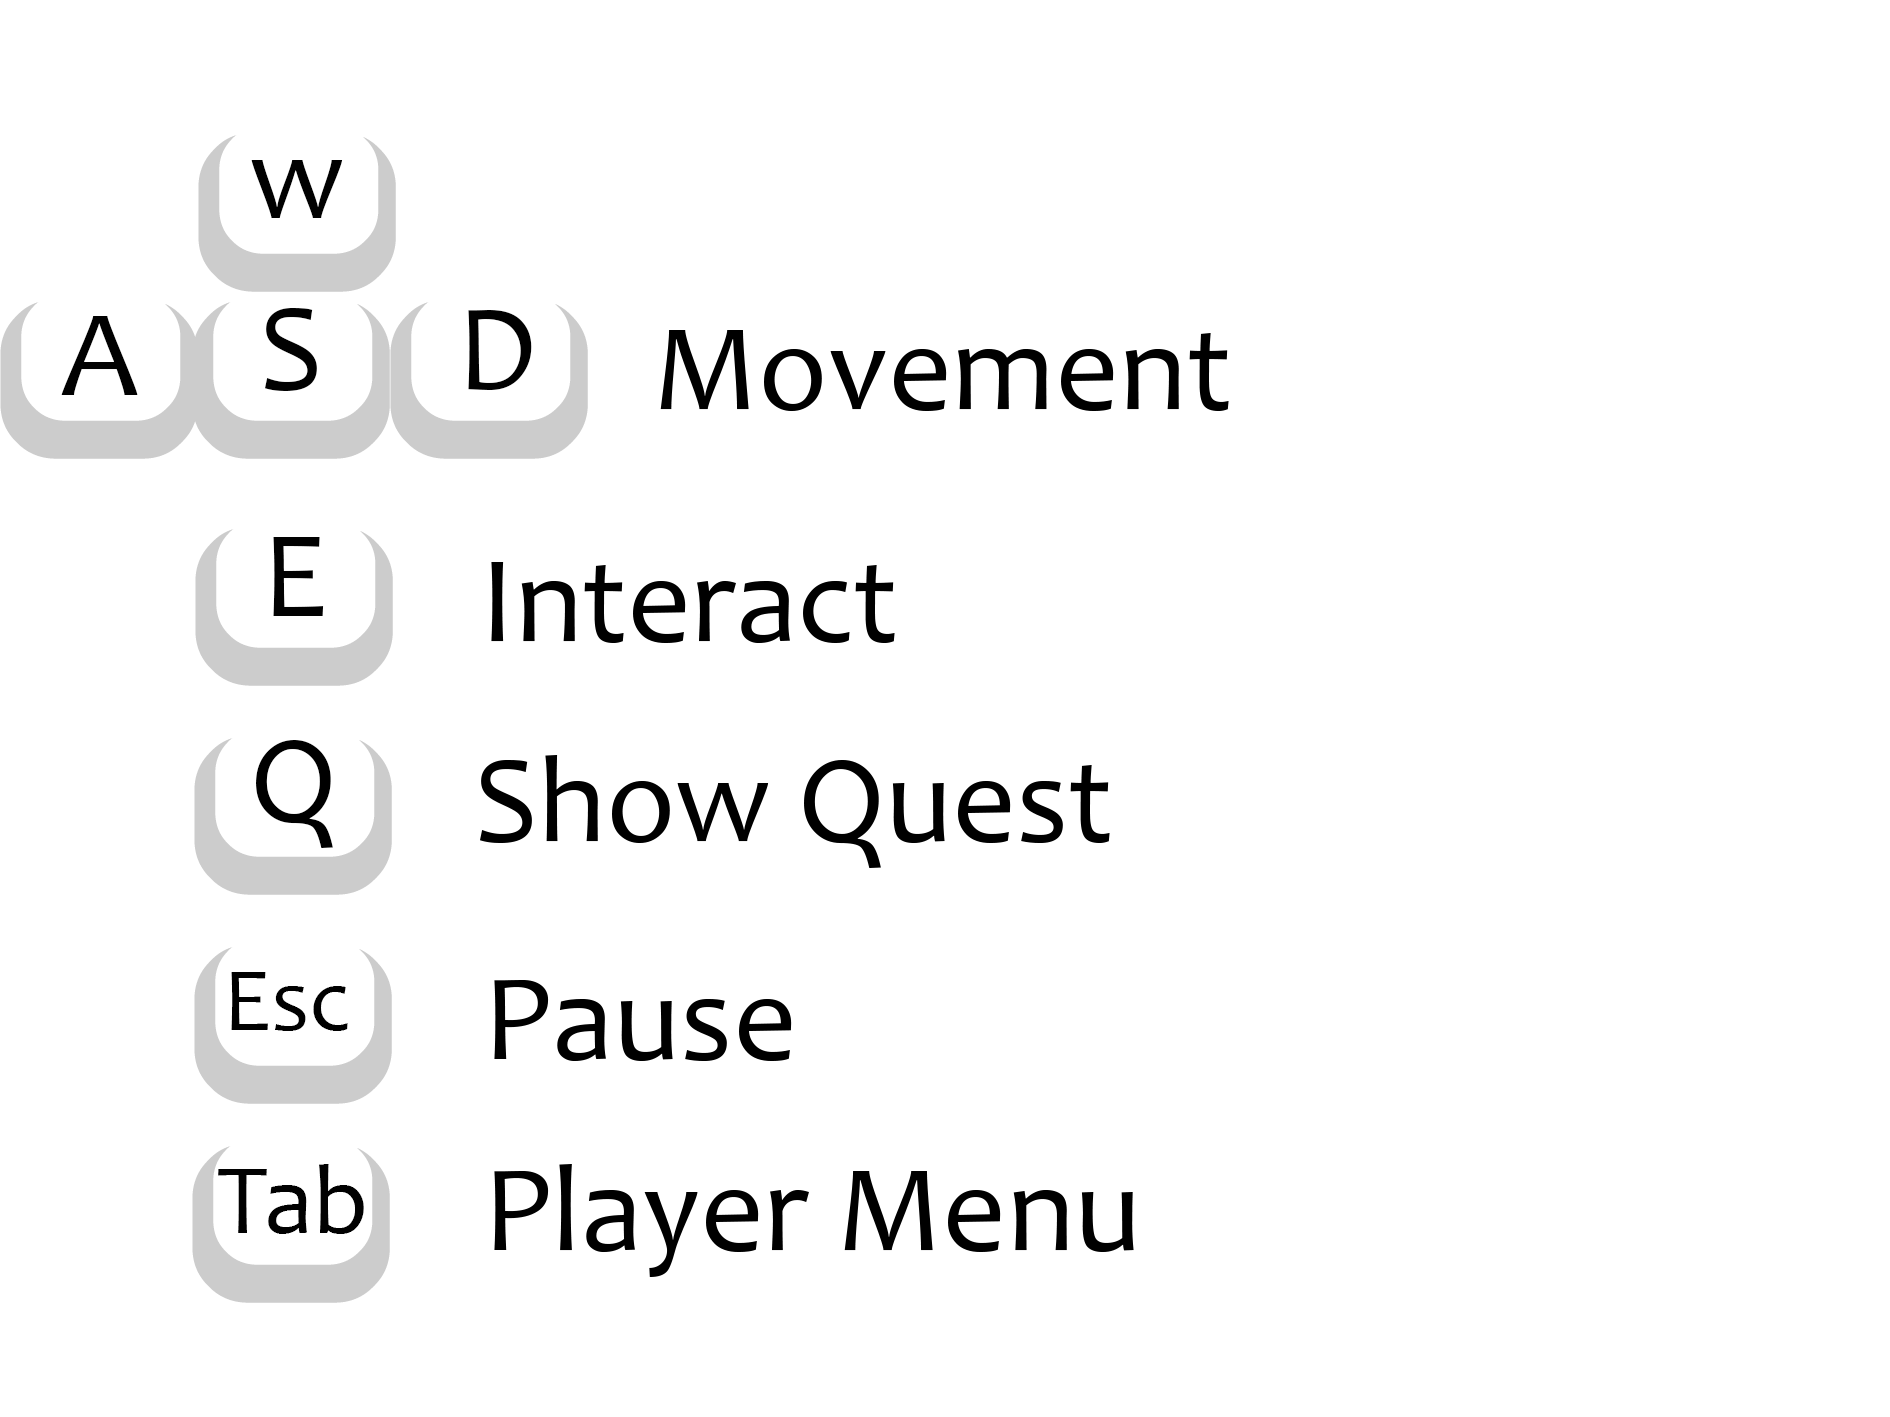 w
A S D Movement
E Interact
Q Show Quest
Esc Pause
Tab Player Menu